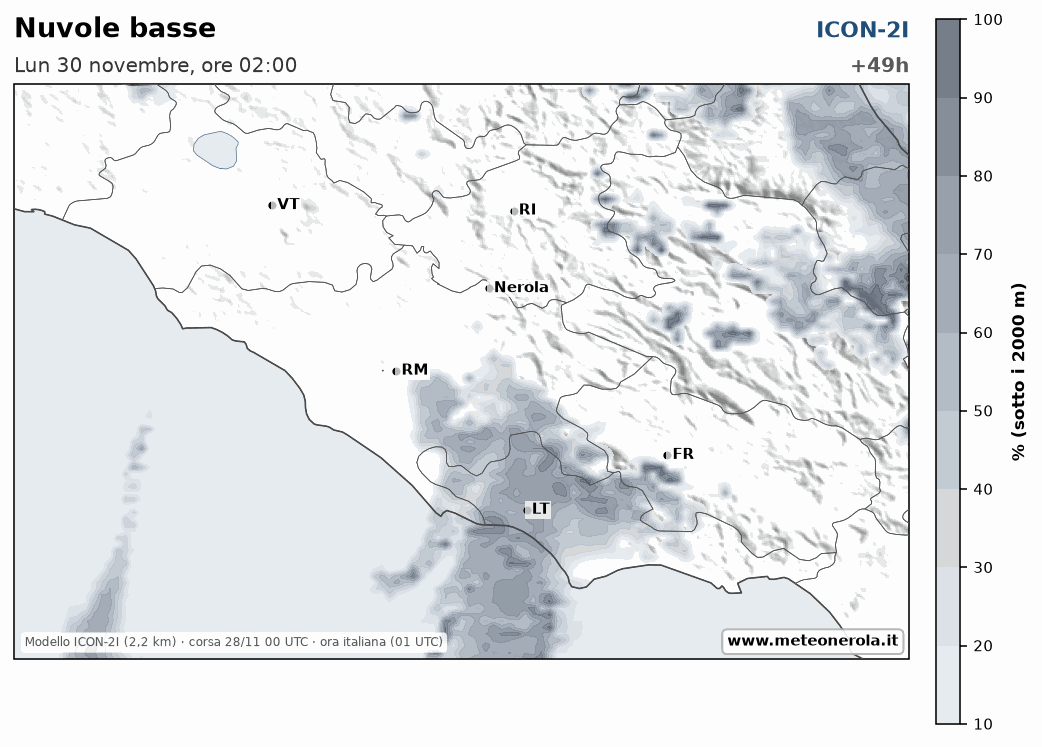 Nuvole basse
ICON-2I
Lun 30 novembre, ore 02:00
+49h
VT
RI
Nerola
RM
FR
LT
Modello ICON-2I (2,2 km) · corsa 28/11 00 UTC · ora italiana (01 UTC)
www.meteonerola.it
100
90
80
70
60
50
40
30
20
10
% (sotto i 2000 m)